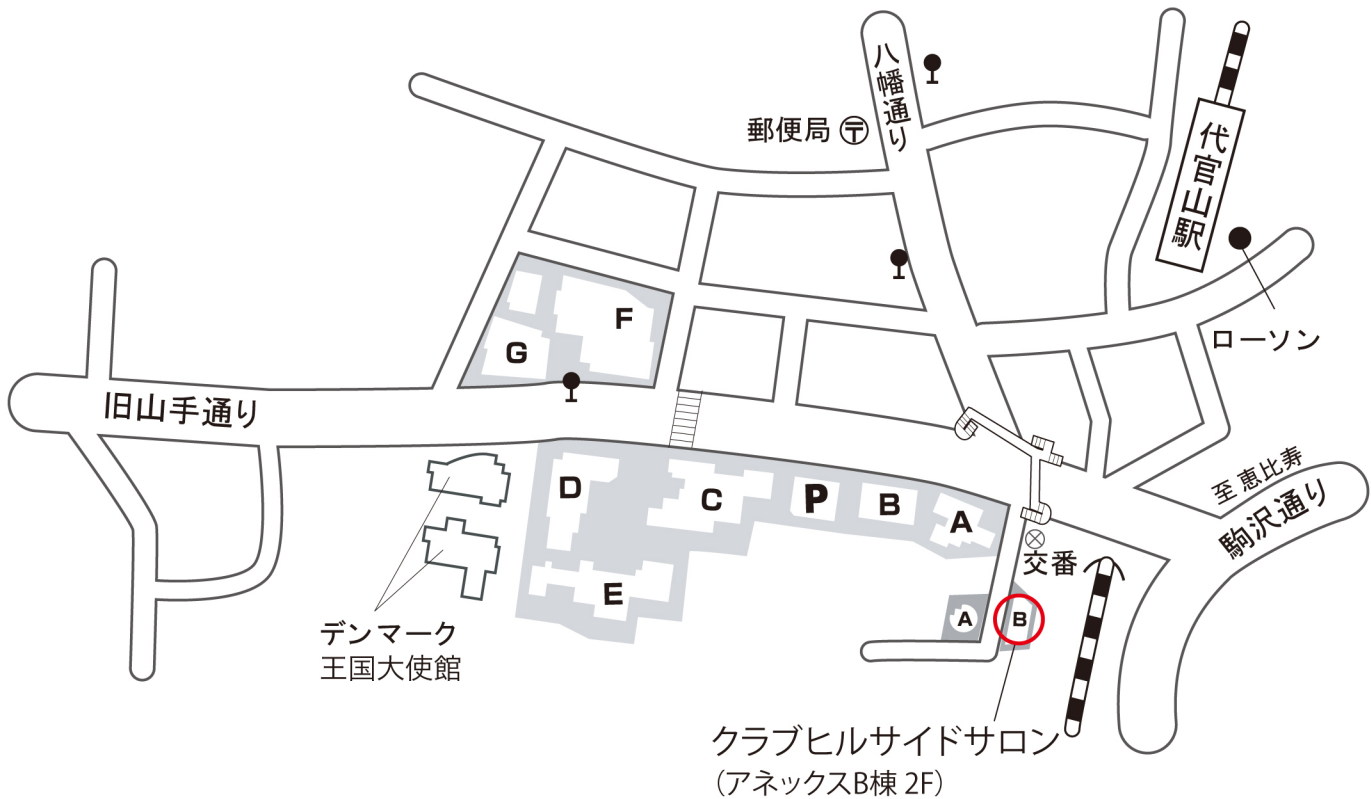 八幡通り
郵便局 〒
代官山駅
ローソン
F
G
旧山手通り
至 恵比寿
駒沢通り
D
C
P
B
A
E
交番
A
B
デンマーク
王国大使館
クラブヒルサイドサロン
(アネックスB棟 2F)